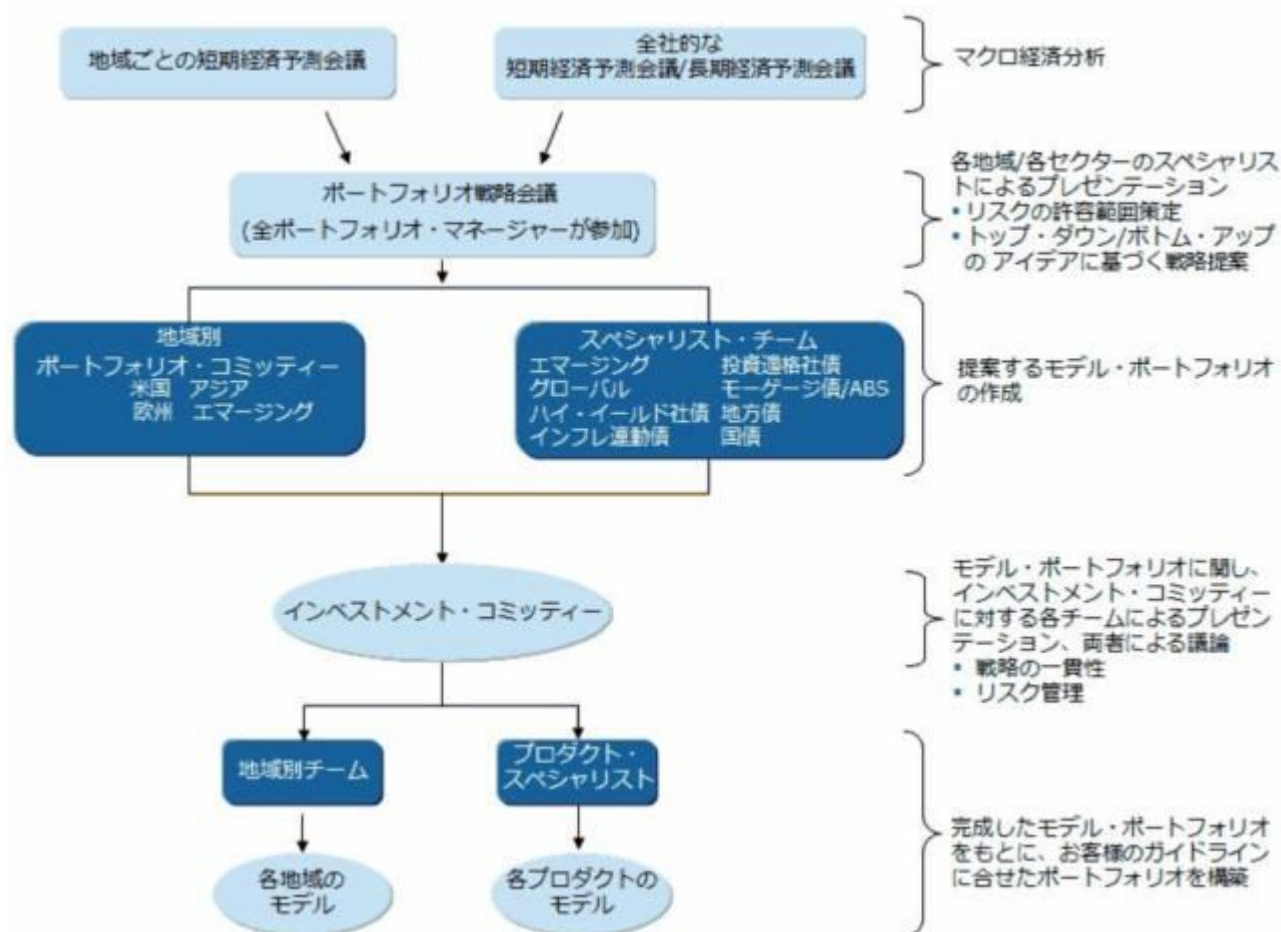 地域ごとの短期経済予測会議
全社的な
短期経済予測会議/長期経済予測会議
マクロ経済分析
ポートフォリオ戦略会議
(全ポートフォリオ・マネージャーが参加)
各地域/各セクターのスペシャリス
トによるプレゼンテーション
▪ リスクの許容範囲策定
▪ トップ・ダウン/ボトム・アップ
の アイデアに基づく戦略提案
地域別
ポートフォリオ・コミッティー
米国 アジア
欧州 エマージング
スペシャリスト・チーム
エマージング 投資適格社債
グローバル モーゲージ債/ABS
ハイ・イールド社債 地方債
インフレ連動債 国債
提案するモデル・ポートフォリオ
の作成
インベストメント・コミッティー
モデル・ポートフォリオに関し、
インベストメント・コミッティー
に対する各チームによるプレゼン
テーション、両者による議論
▪ 戦略の一貫性
▪ リスク管理
地域別チーム
プロダクト・
スペシャリスト
各地域の
モデル
各プロダクトの
モデル
完成したモデル・ポートフォリオ
をもとに、お客様のガイドライン
に合せたポートフォリオを構築